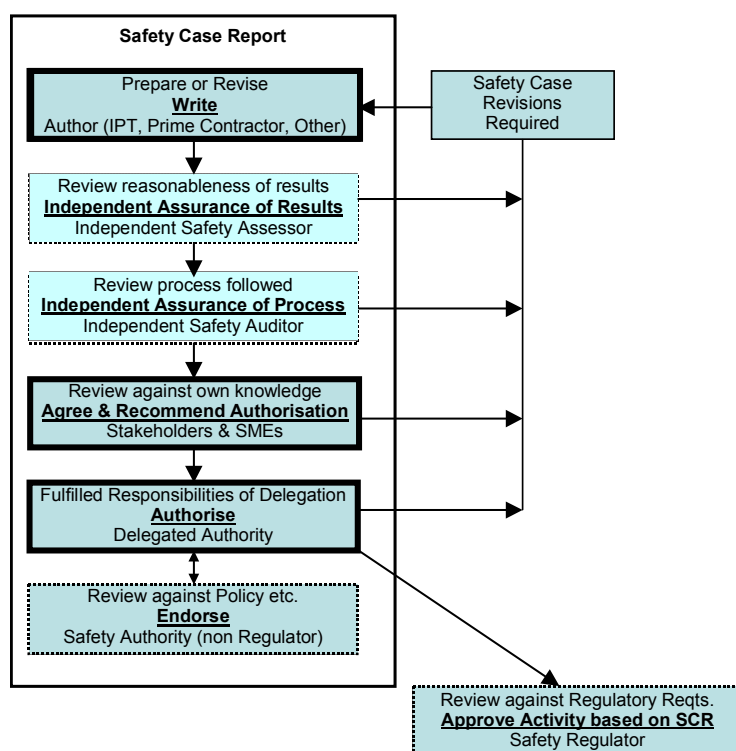 Safety Case Report
Prepare or Revise
Write
Author (IPT, Prime Contractor, Other)
Safety Case
Revisions
Required
Review reasonableness of results
Independent Assurance of Results
Independent Safety Assessor
Review process followed
Independent Assurance of Process
Independent Safety Auditor
Review against own knowledge
Agree & Recommend Authorisation
Stakeholders & SMEs
Fulfilled Responsibilities of Delegation
Authorise
Delegated Authority
Review against Policy etc.
Endorse
Safety Authority (non Regulator)
Review against Regulatory Reqts.
Approve Activity based on SCR
Safety Regulator